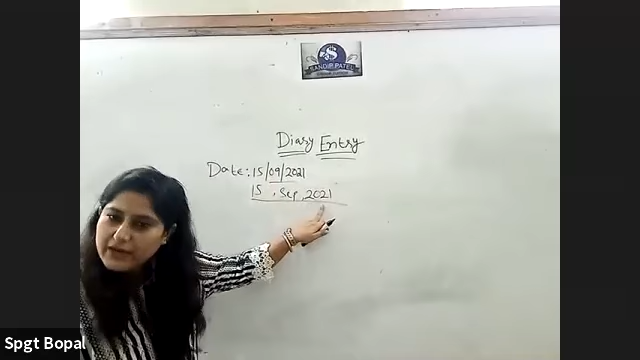 S
SANDIP PATEL
Diary Entry
Date: 15/09/2021
15, Sep, 2021
Spgt Bopal